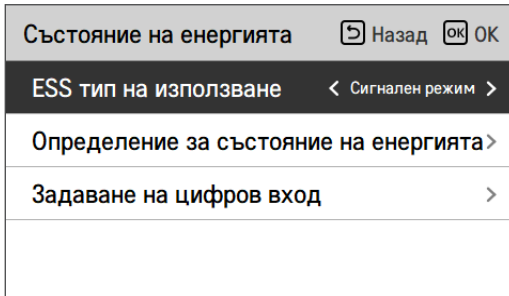 Състояние на енергията Назад OK OK
ESS тип на използване < Сигнален режим >
Определение за състояние на енергията >
Задаване на цифров вход >